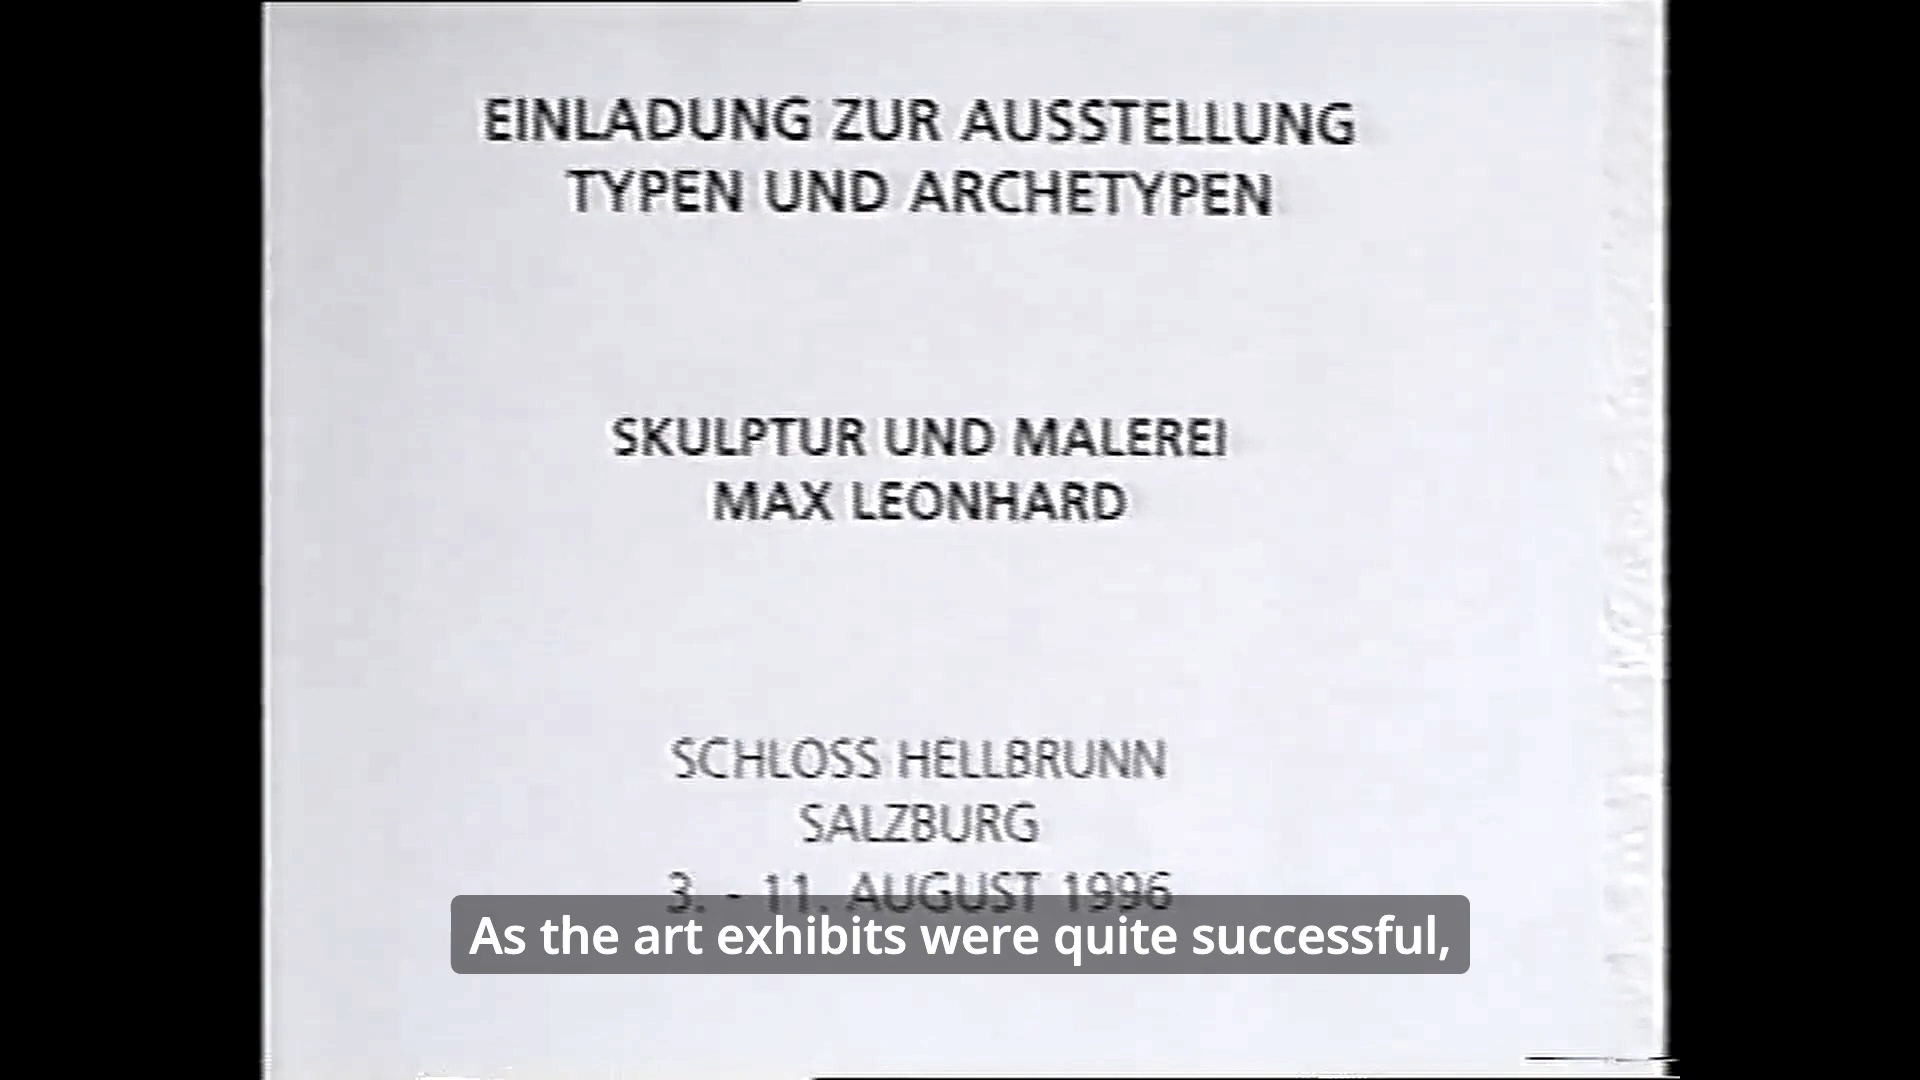 EINLADUNG ZUR AUSSTELLUNG
TYPEN UND ARCHETYPEN
SKULPTUR UND MALEREI
MAX LEONHARD
SCHLOSS HELLBRUNN
SALZBURG
3. - 11. AUGUST 1996
As the art exhibits were quite successful,